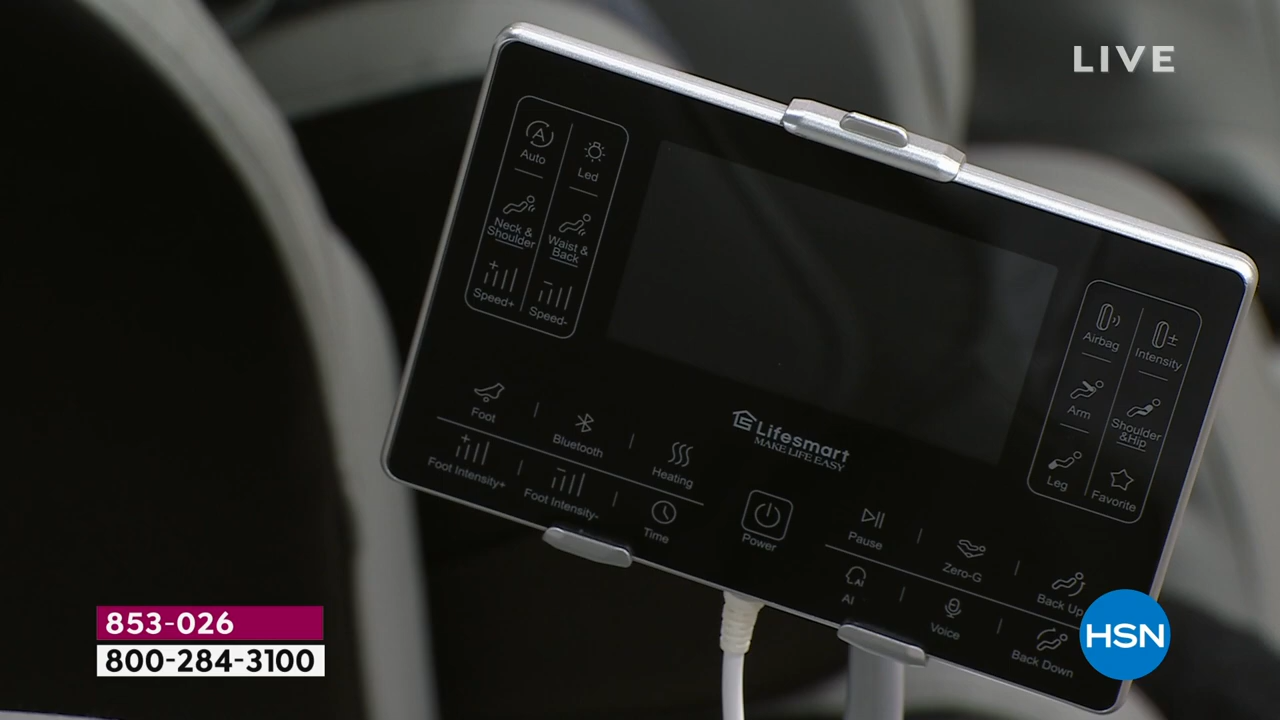 LIVE
Auto
Led
Neck &
Shoulder
Waist &
Back
Speed+
Speed-
Airbag
Intensity
Arm
Shoulder
&Hip
Leg
Favorite
Lifesmart
MAKE LIFE EASY
Foot
Bluetooth
Heating
Foot Intensity+
Foot Intensity-
Time
Power
Pause
Zero-G
Back Up
AI
Voice
Back Down
853-026
800-284-3100
HSN